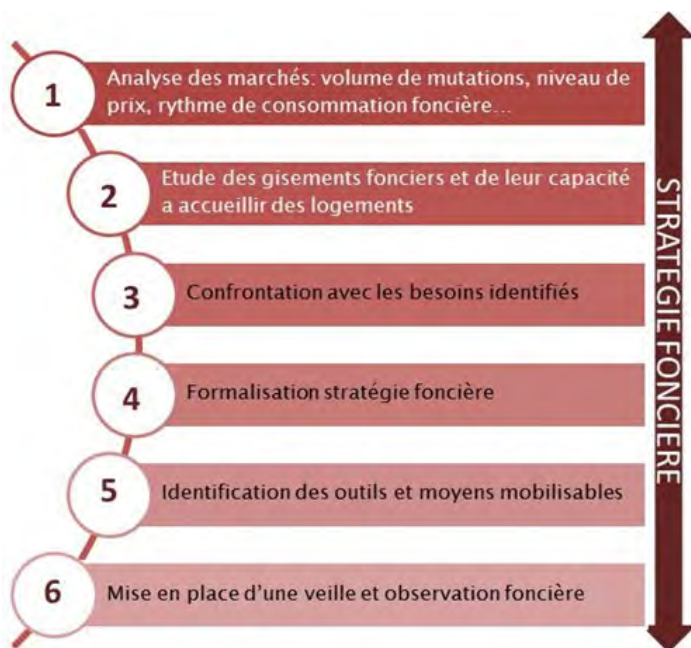 1
Analyse des marchés: volume de mutations, niveau de
prix, rythme de consommation foncière...
2
Etude des gisements fonciers et de leur capacité
a accueillir des logements
3
Confrontation avec les besoins identifiés
4
Formalisation stratégie foncière
5
Identification des outils et moyens mobilisables
6
Mise en place d'une veille et observation foncière
STRATEGIE FONCIERE